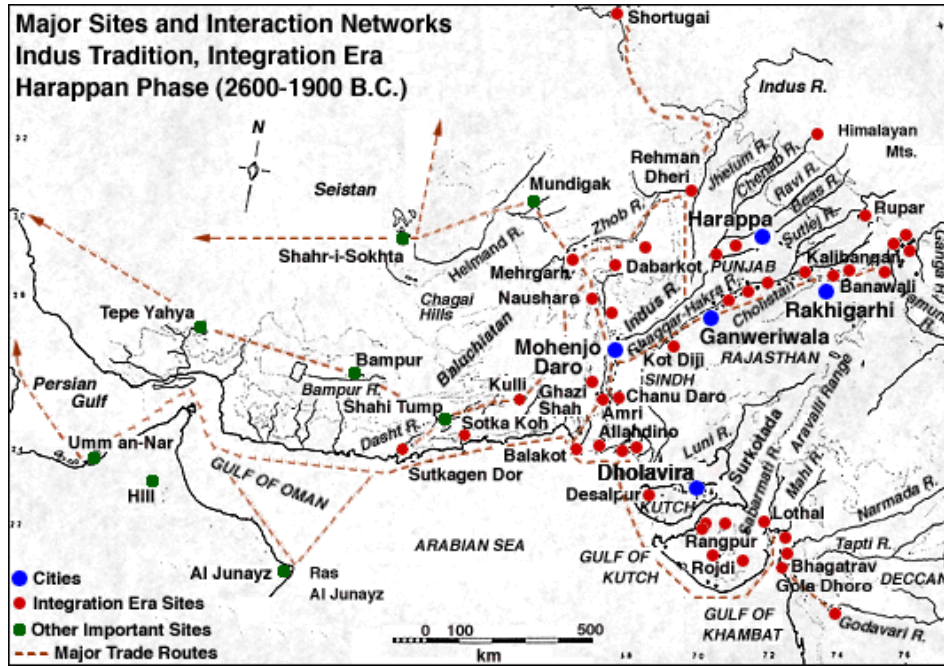 Major Sites and Interaction Networks
Indus Tradition, Integration Era
Harappan Phase (2600-1900 B.C.)
Shortugai
Indus R.
N
Himalayan
Mts.
Rehman
Dheri
Jhelum R.
Chenab R.
Ravi R.
Beas R.
Sutlej R.
Seistan
Mundigak
Zhob R.
Harappa
Rupar
Shahr-i-Sokhta
Helmand R.
Mehrgarh
Dabarkot
PUNJAB
Kalibangan
Banawali
Chagai
Hills
Nausharo
Indus R.
Ghaggar-Hakra R.
Cholistan
Rakhigarhi
Tepe Yahya
Baluchistan
Ganweriwala
Mohenjo
Daro
Kot Diji
RAJASTHAN
Bampur
Bampur R.
Persian
Gulf
Kulli
Ghazi
Shah
SINDH
Chanu Daro
Aravalli Range
Shahi Tump
Dasht R.
Sotka Koh
Amri
Allahdino
Luni R.
Umm an-Nar
Sutkagen Dor
Balakot
Surkotada
GULF OF OMAN
Hili
Dholavira
Desalpur
KUTCH
Sabarmati R.
Mahi R.
Narmada R.
Lothal
ARABIAN SEA
Rangpur
Tapti R.
GULF OF
KUTCH
Rojdi
Bhagatrav
DECCAN
Gola Dhoro
Al Junayz
Ras
Al Junayz
GULF OF
KHAMBAT
Godavari R.
Cities
Integration Era Sites
Other Important Sites
Major Trade Routes
0 100 500
km
68 70 72 74 76